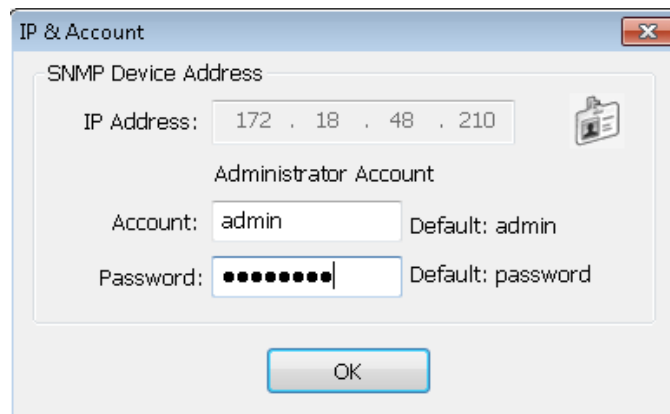 IP & Account
SNMP Device Address
IP Address: 172 . 18 . 48 . 210
Administrator Account
Account: admin Default: admin
Password: ●●●●●●●● Default: password
OK